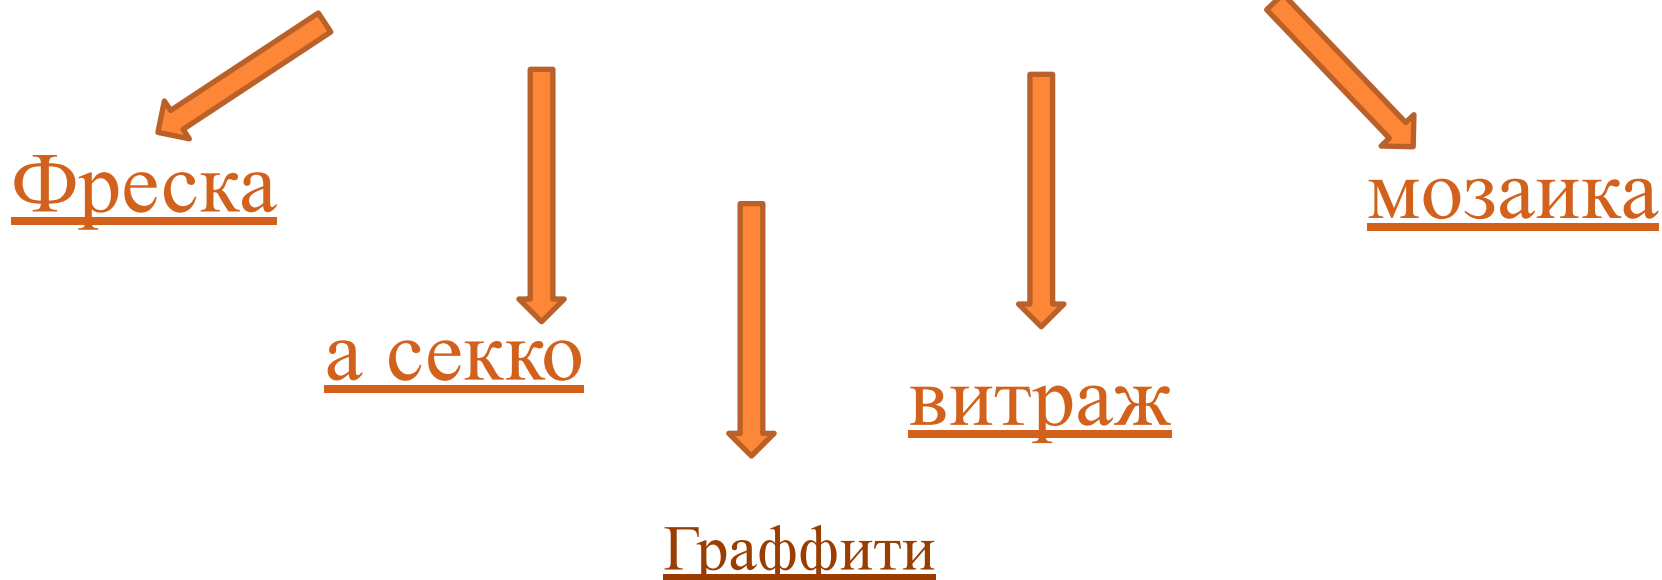 Фреска
мозаика
а секко
витраж
Граффити